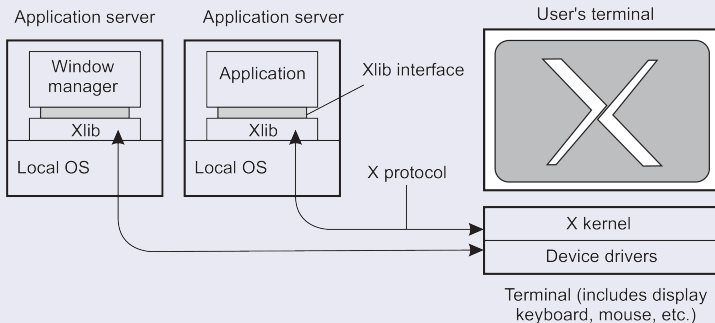 Application server
Application server
User's terminal
Window
manager
Application
Xlib interface
Xlib
Xlib
Local OS
Local OS
X protocol
X kernel
Device drivers
Terminal (includes display
keyboard, mouse, etc.)